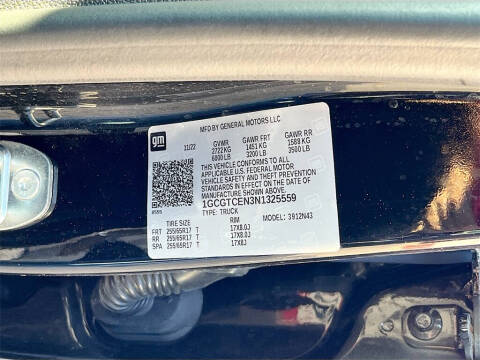 MFD BY GENERAL MOTORS LLC
gm
11/22 GVWR GAWR FRT GAWR RR
2722 KG 1451 KG 1588 KG
6000 LB 3200 LB 3500 LB
THIS VEHICLE CONFORMS TO ALL
APPLICABLE U.S. FEDERAL MOTOR
VEHICLE SAFETY AND THEFT PREVENTION
STANDARDS IN EFFECT ON THE DATE OF
MANUFACTURE SHOWN ABOVE.
1GCGTCEN3N1325559
TYPE: TRUCK MODEL: 3912N43
TIRE SIZE RIM
FRT 255/65R17 T 17X8.0J
RR 255/65R17 T 17X8.0J
SPA 255/65R17 T 17X8J